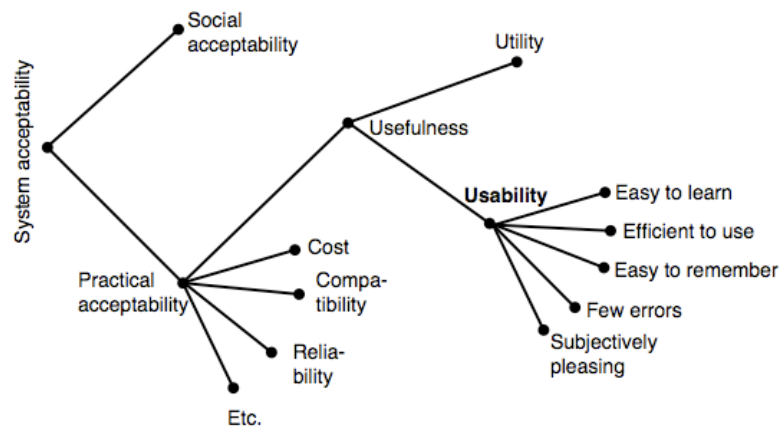 System acceptability
Social
acceptability
Practical
acceptability
Usefulness
Cost
Compa-
tibility
Relia-
bility
Etc.
Utility
Usability
Easy to learn
Efficient to use
Easy to remember
Few errors
Subjectively
pleasing